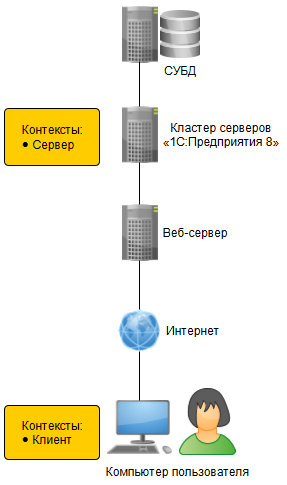 СУБД
Контексты:
• Сервер
Кластер серверов
«1С:Предприятия 8»
Веб-сервер
Интернет
Контексты:
• Клиент
Компьютер пользователя